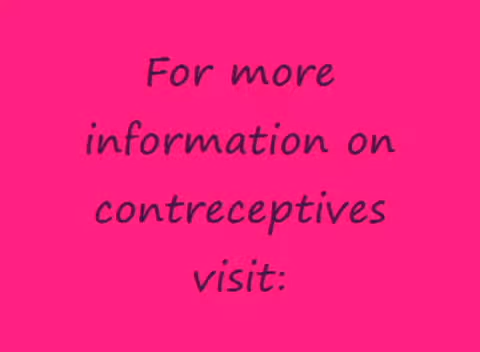 For more
information on
contreceptives
visit: